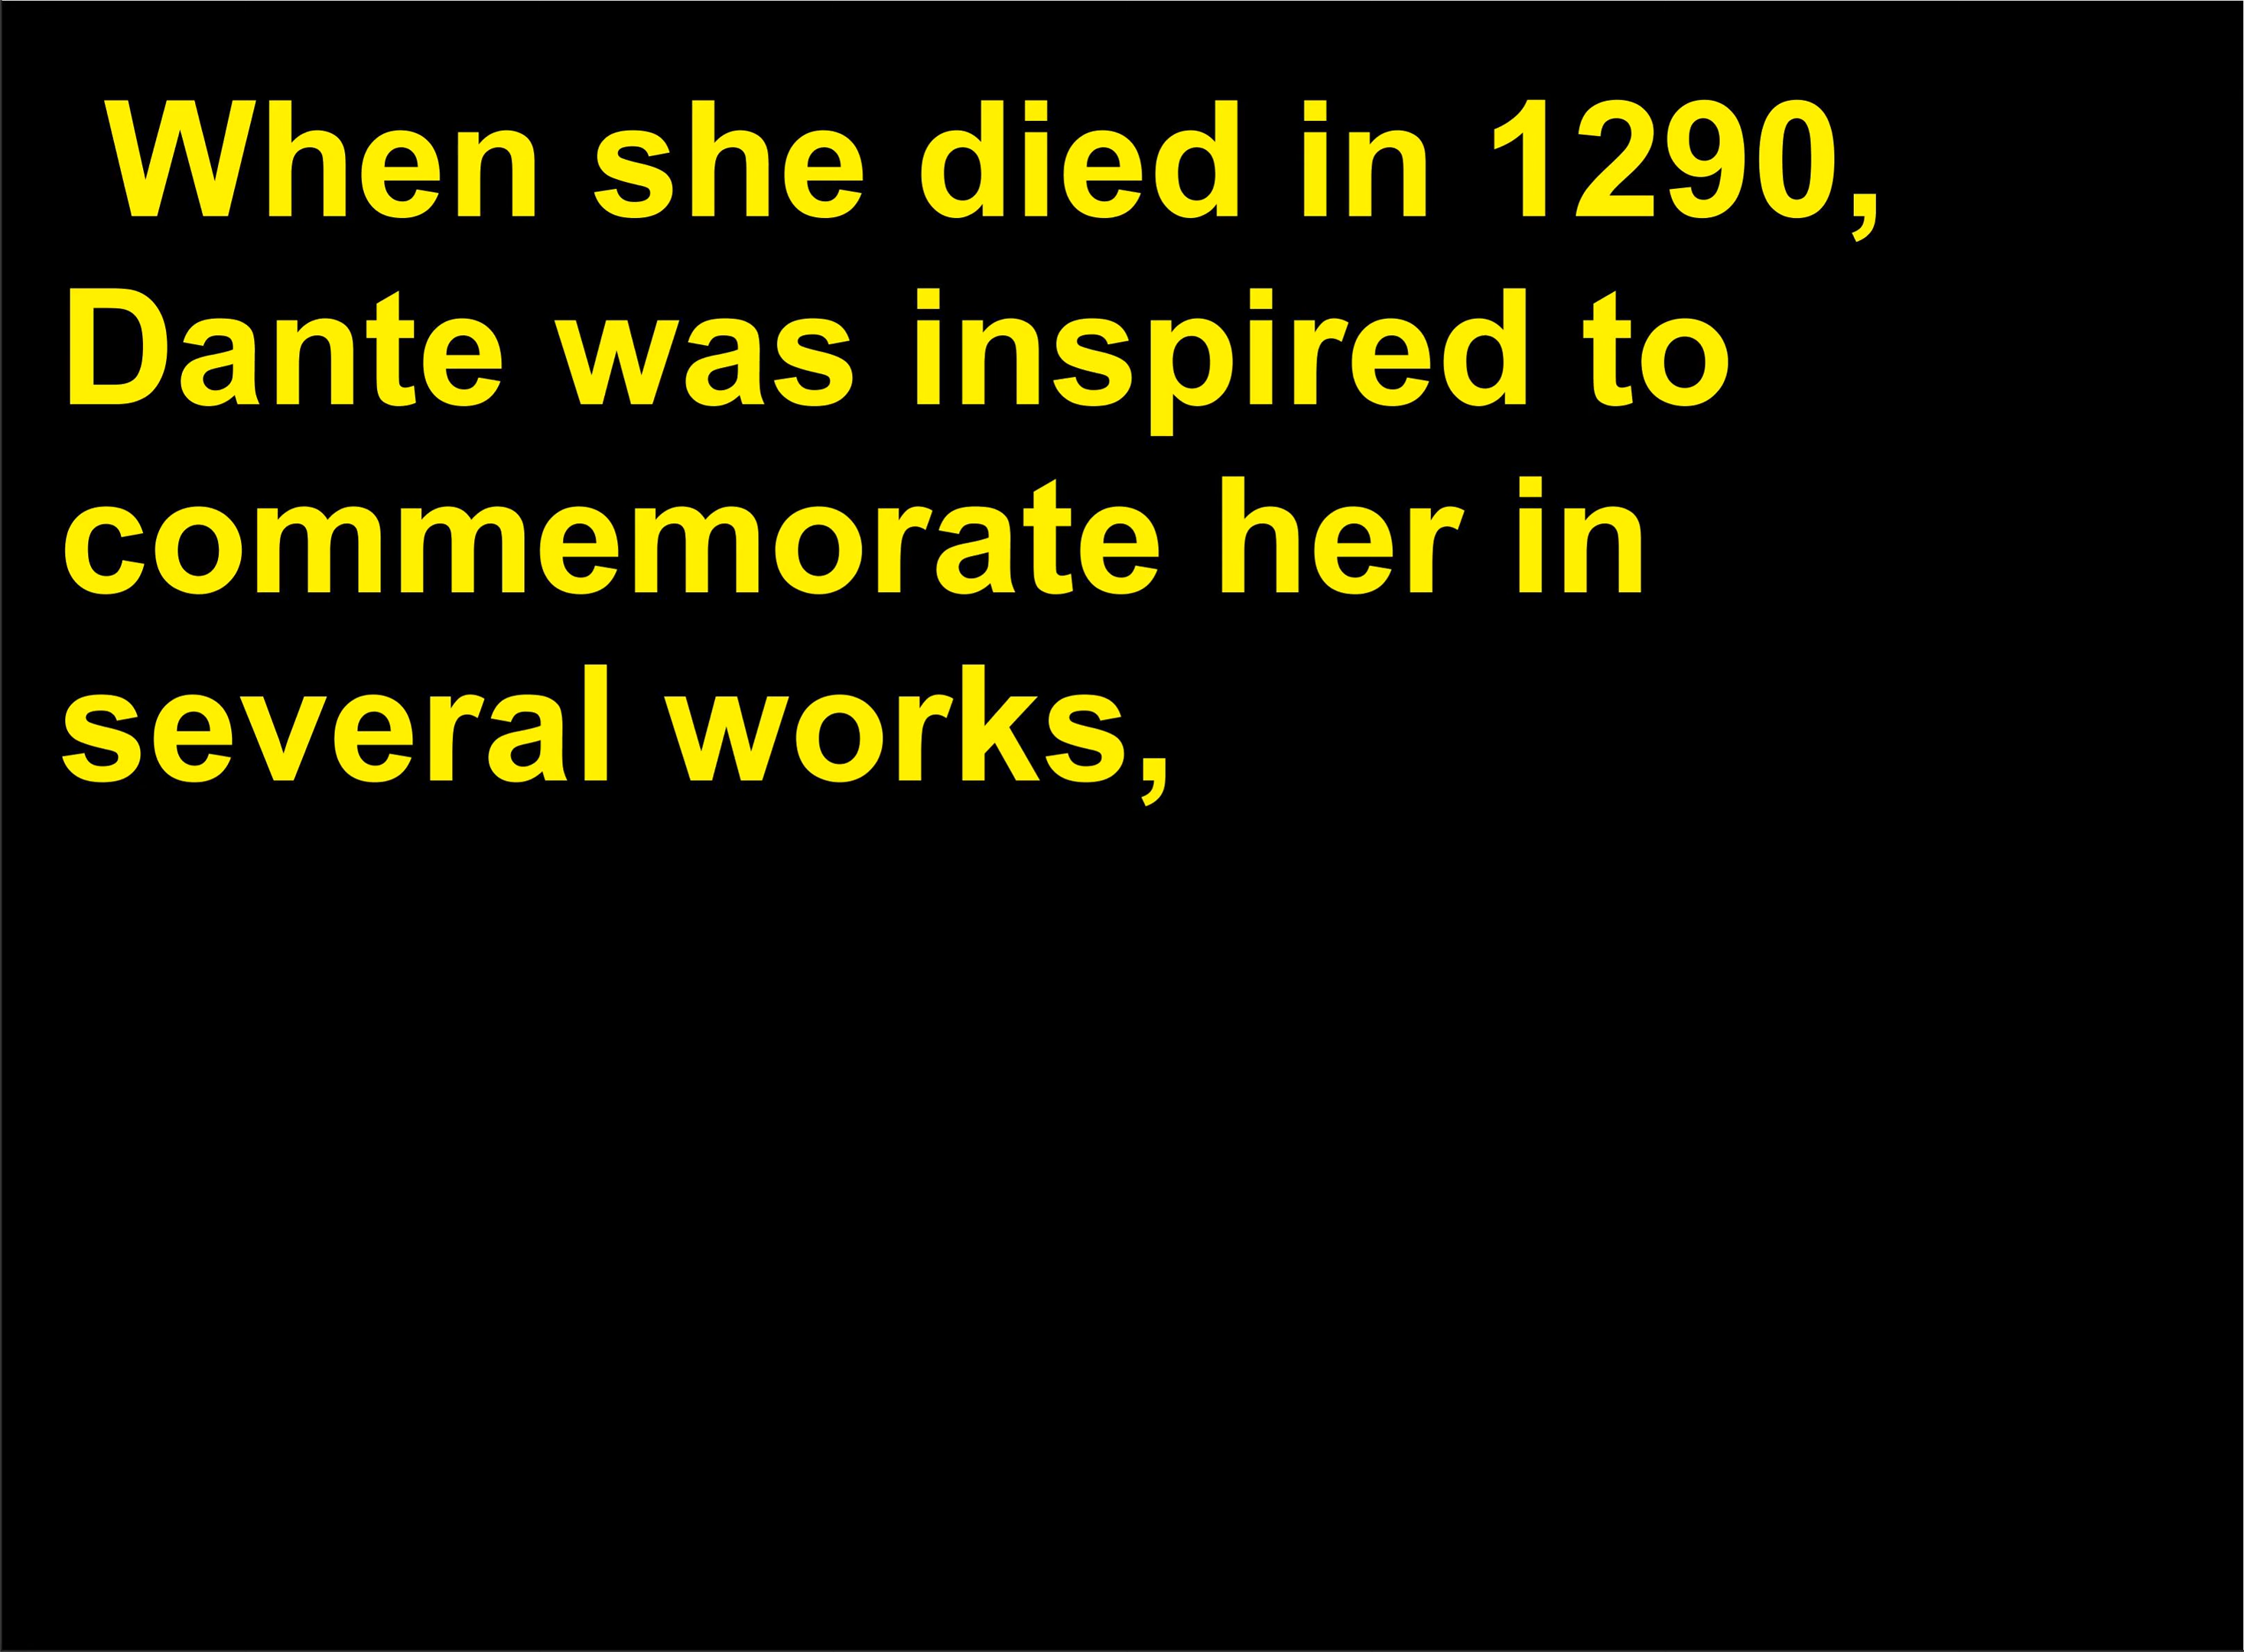 When she died in 1290,
Dante was inspired to
commemorate her in
several works,